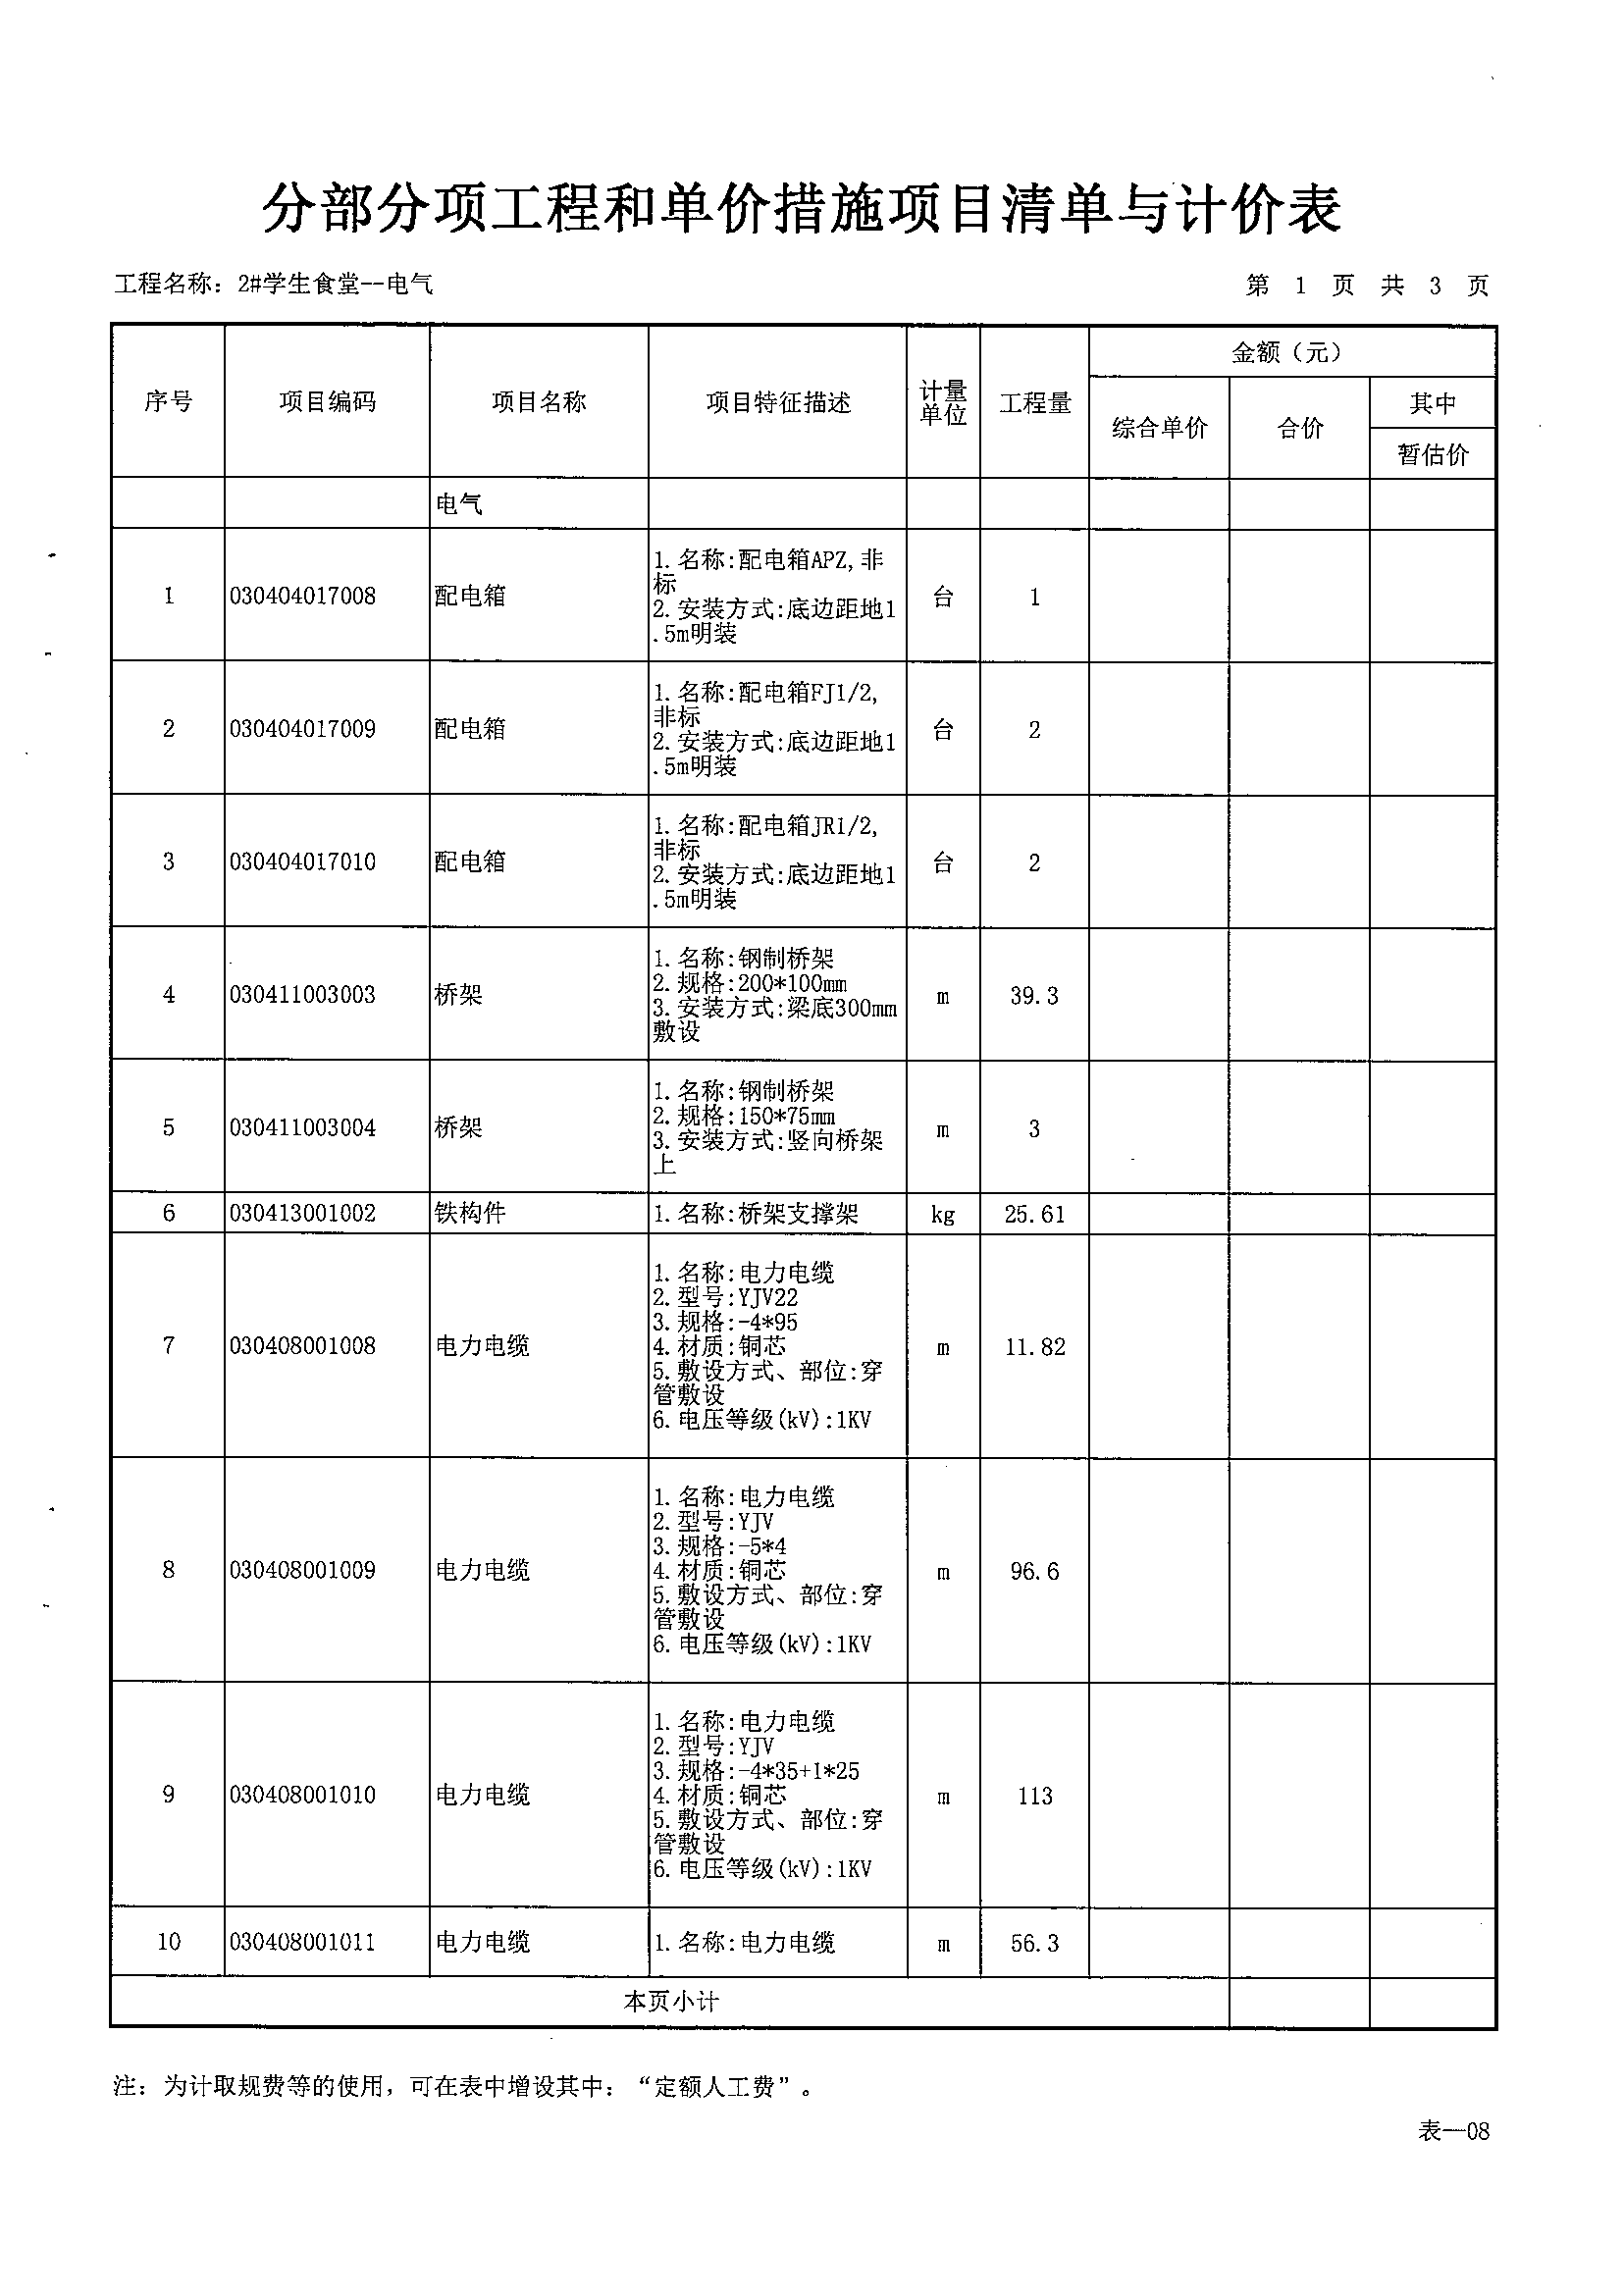 分部分项工程和单价措施项目清单与计价表
工程名称：2#学生食堂--电气
第 1 页 共 3 页
序号
项目编码
项目名称
项目特征描述
计量
单位
工程量
金额（元）
综合单价
合价
其中
暂估价
电气
1
030404017008
配电箱
1.名称:配电箱APZ,非
标
2.安装方式:底边距地1
.5m明装
台
1
2
030404017009
配电箱
1.名称:配电箱FJ1/2,
非标
2.安装方式:底边距地1
.5m明装
台
2
3
030404017010
配电箱
1.名称:配电箱JR1/2,
非标
2.安装方式:底边距地1
.5m明装
台
2
4
030411003003
桥架
1.名称:钢制桥架
2.规格:200*100mm
3.安装方式:梁底300mm
敷设
m
39.3
5
030411003004
桥架
1.名称:钢制桥架
2.规格:150*75mm
3.安装方式:竖向桥架
上
m
3
6
030413001002
铁构件
1.名称:桥架支撑架
kg
25.61
7
030408001008
电力电缆
1.名称:电力电缆
2.型号:YJV22
3.规格:-4*95
4.材质:铜芯
5.敷设方式、部位:穿
管敷设
6.电压等级(kV):1KV
m
11.82
8
030408001009
电力电缆
1.名称:电力电缆
2.型号:YJV
3.规格:-5*4
4.材质:铜芯
5.敷设方式、部位:穿
管敷设
6.电压等级(kV):1KV
m
96.6
9
030408001010
电力电缆
1.名称:电力电缆
2.型号:YJV
3.规格:-4*35+1*25
4.材质:铜芯
5.敷设方式、部位:穿
管敷设
6.电压等级(kV):1KV
m
113
10
030408001011
电力电缆
1.名称:电力电缆
m
56.3
本页小计
注：为计取规费等的使用，可在表中增设其中：“定额人工费”。
表—08